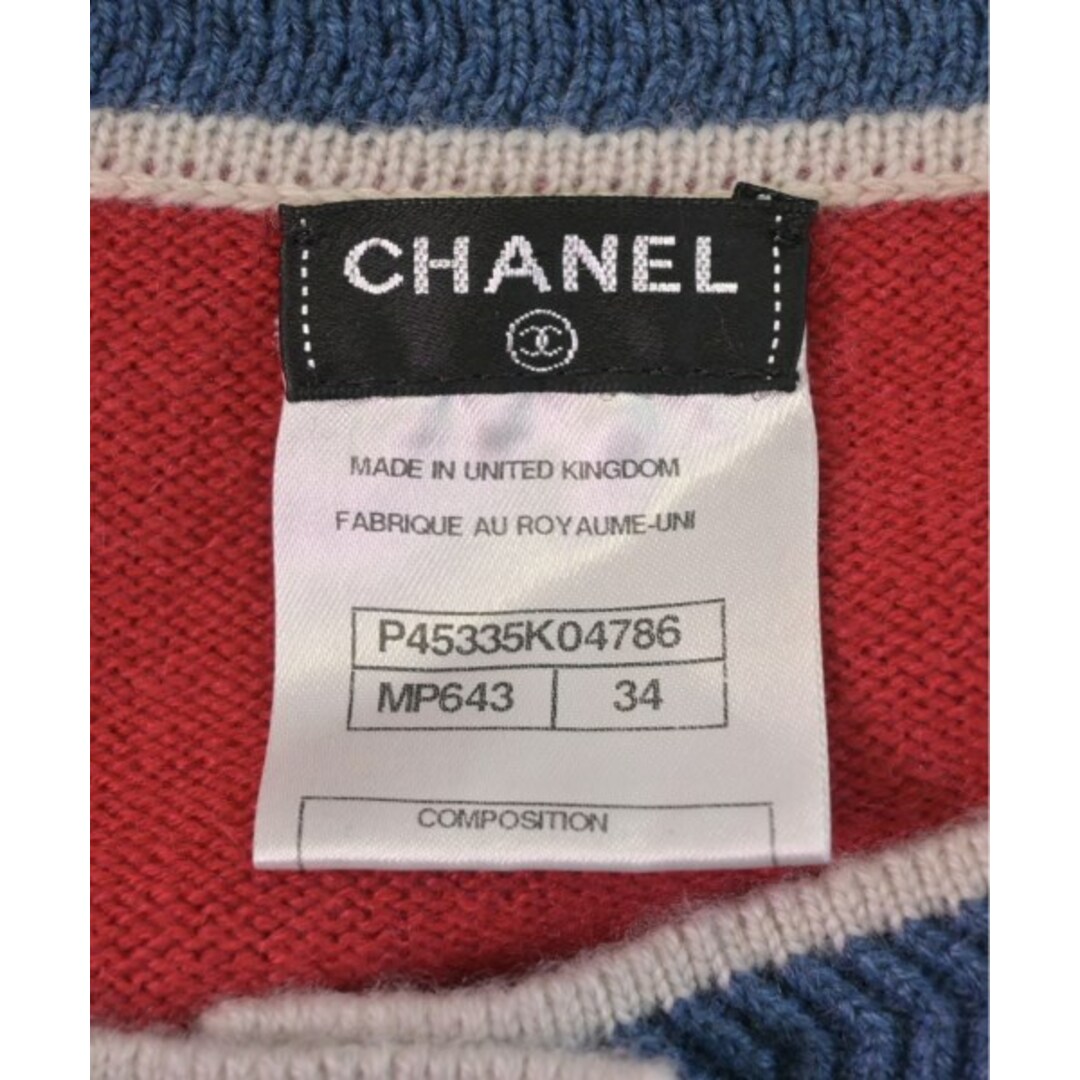 CHANEL
MADE IN UNITED KINGDOM
FABRIQUE AU ROYAUME-UNI
P45335K04786
MP643 34
COMPOSITION